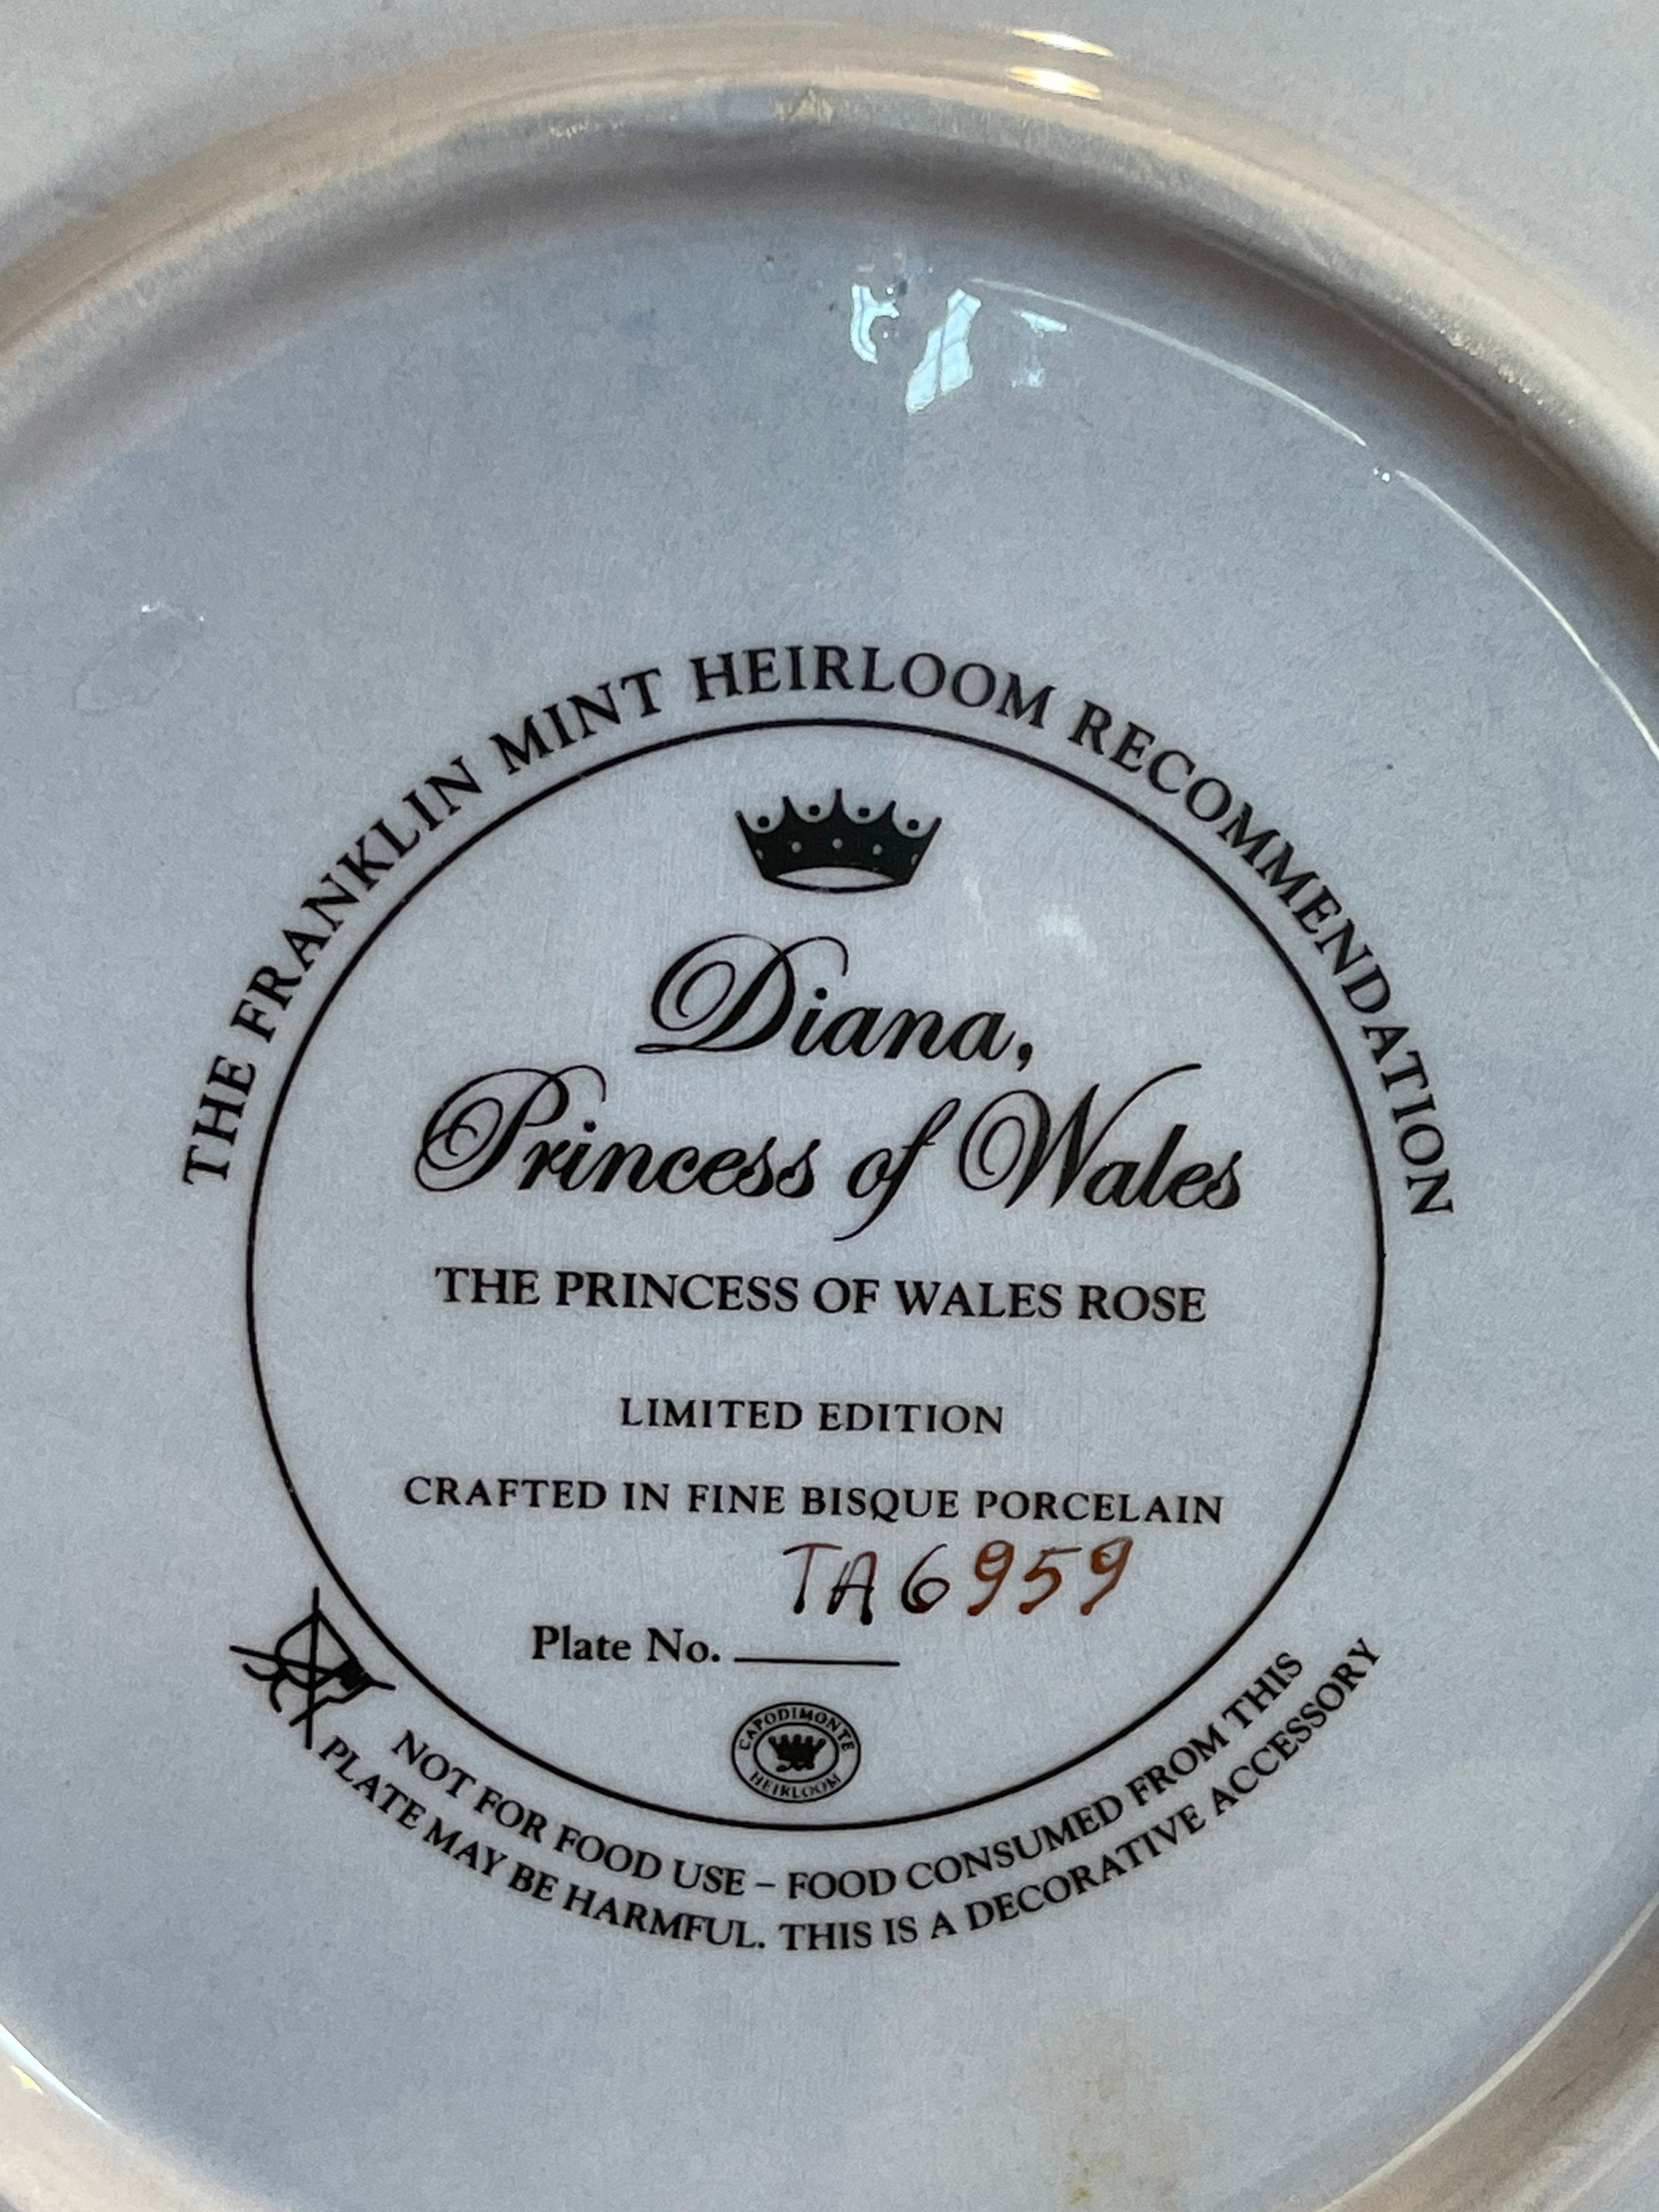 THE FRANKLIN MINT HEIRLOOM RECOMMENDATION
Diana,
Princess of Wales
THE PRINCESS OF WALES ROSE
LIMITED EDITION
CRAFTED IN FINE BISQUE PORCELAIN
TA6959
Plate No.
CAPODIMONTE
HEIRLOOM
NOT FOR FOOD USE – FOOD CONSUMED FROM THIS
PLATE MAY BE HARMFUL. THIS IS A DECORATIVE ACCESSORY